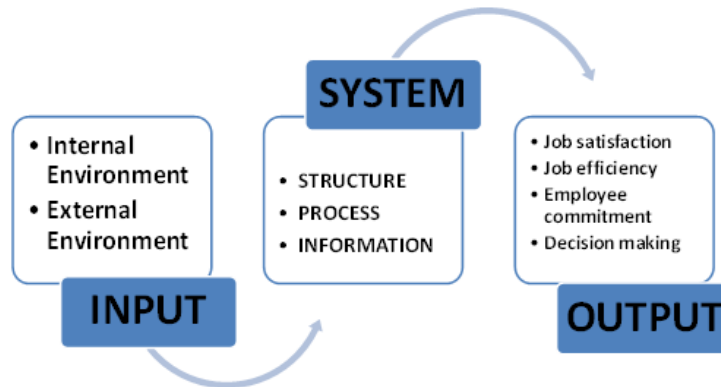 • Internal
Environment
• External
Environment
INPUT
SYSTEM
• STRUCTURE
• PROCESS
• INFORMATION
• Job satisfaction
• Job efficiency
• Employee
commitment
• Decision making
OUTPUT